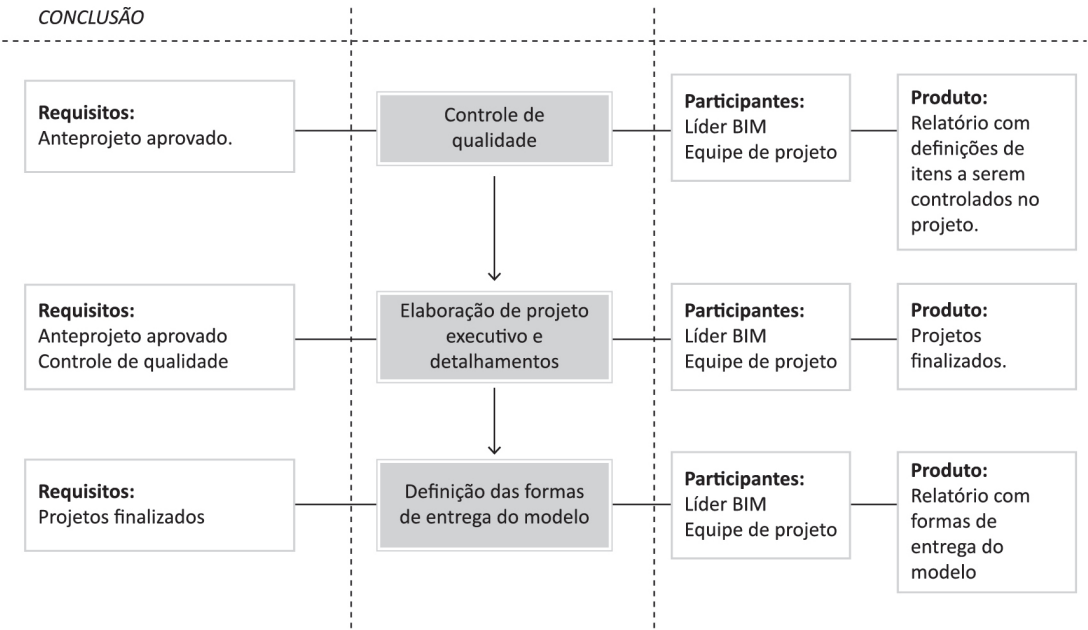 CONCLUSÃO
Requisitos:
Anteprojeto aprovado.
Controle de
qualidade
Participantes:
Líder BIM
Equipe de projeto
Produto:
Relatório com
definições de
itens a serem
controlados no
projeto.
Requisitos:
Anteprojeto aprovado
Controle de qualidade
Elaboração de projeto
executivo e
detalhamentos
Participantes:
Líder BIM
Equipe de projeto
Produto:
Projetos
finalizados.
Requisitos:
Projetos finalizados
Definição das formas
de entrega do modelo
Participantes:
Líder BIM
Equipe de projeto
Produto:
Relatório com
formas de
entrega do
modelo